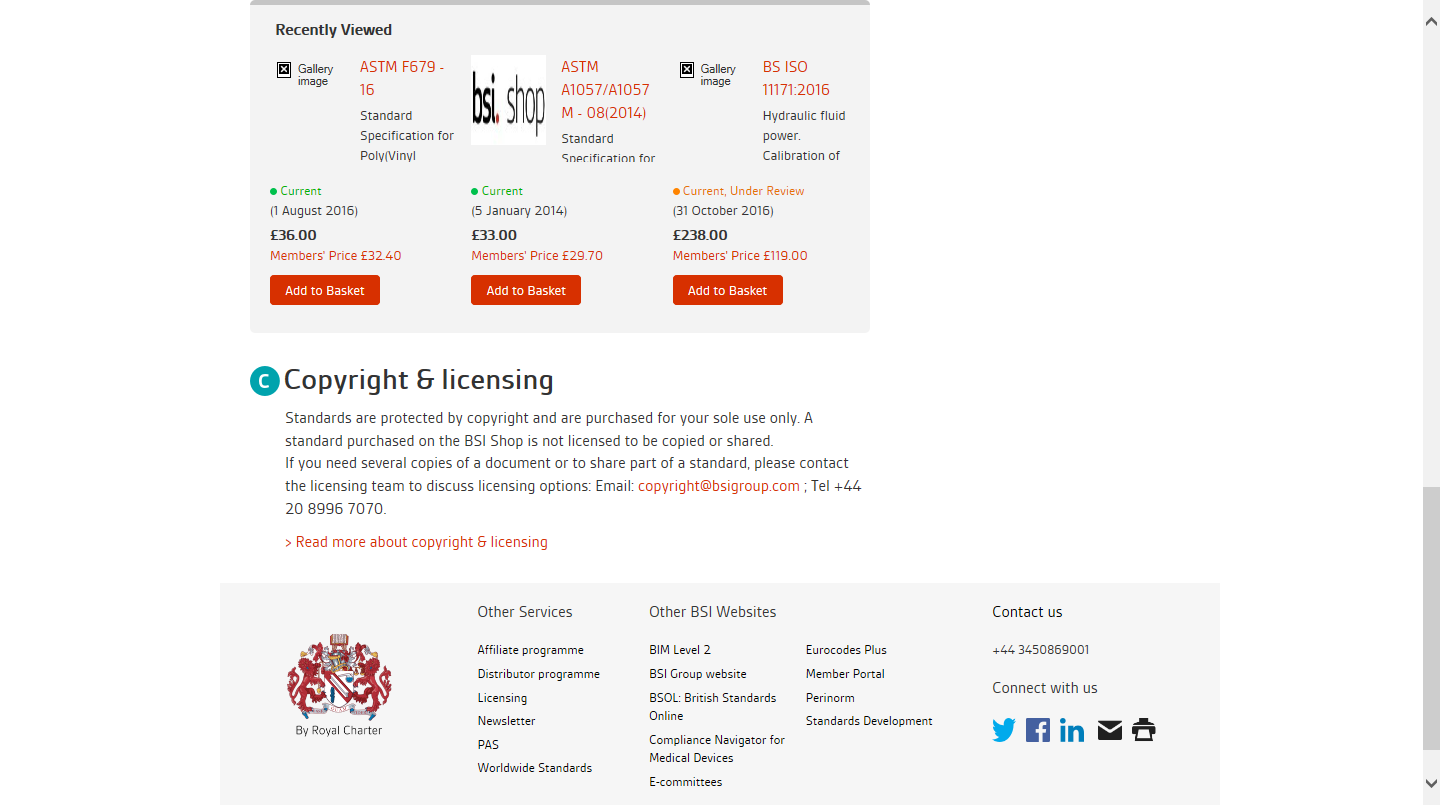 Recently Viewed
Gallery
image
ASTM F679 -
16
Standard
Specification for
Poly(Vinyl
Current
(1 August 2016)
£36.00
Members' Price £32.40
Add to Basket
bsi. shop
ASTM
A1057/A1057
M - 08(2014)
Standard
Specification for
Current
(5 January 2014)
£33.00
Members' Price £29.70
Add to Basket
Gallery
image
BS ISO
11171:2016
Hydraulic fluid
power.
Calibration of
Current, Under Review
(31 October 2016)
£238.00
Members' Price £119.00
Add to Basket
C Copyright & licensing
Standards are protected by copyright and are purchased for your sole use only. A
standard purchased on the BSI Shop is not licensed to be copied or shared.
If you need several copies of a document or to share part of a standard, please contact
the licensing team to discuss licensing options: Email: copyright@bsigroup.com ; Tel +44
20 8996 7070.
> Read more about copyright & licensing
By Royal Charter
Other Services
Affiliate programme
Distributor programme
Licensing
Newsletter
PAS
Worldwide Standards
Other BSI Websites
BIM Level 2
BSI Group website
BSOL: British Standards
Online
Compliance Navigator for
Medical Devices
E-committees
Eurocodes Plus
Member Portal
Perinorm
Standards Development
Contact us
+44 3450869001
Connect with us